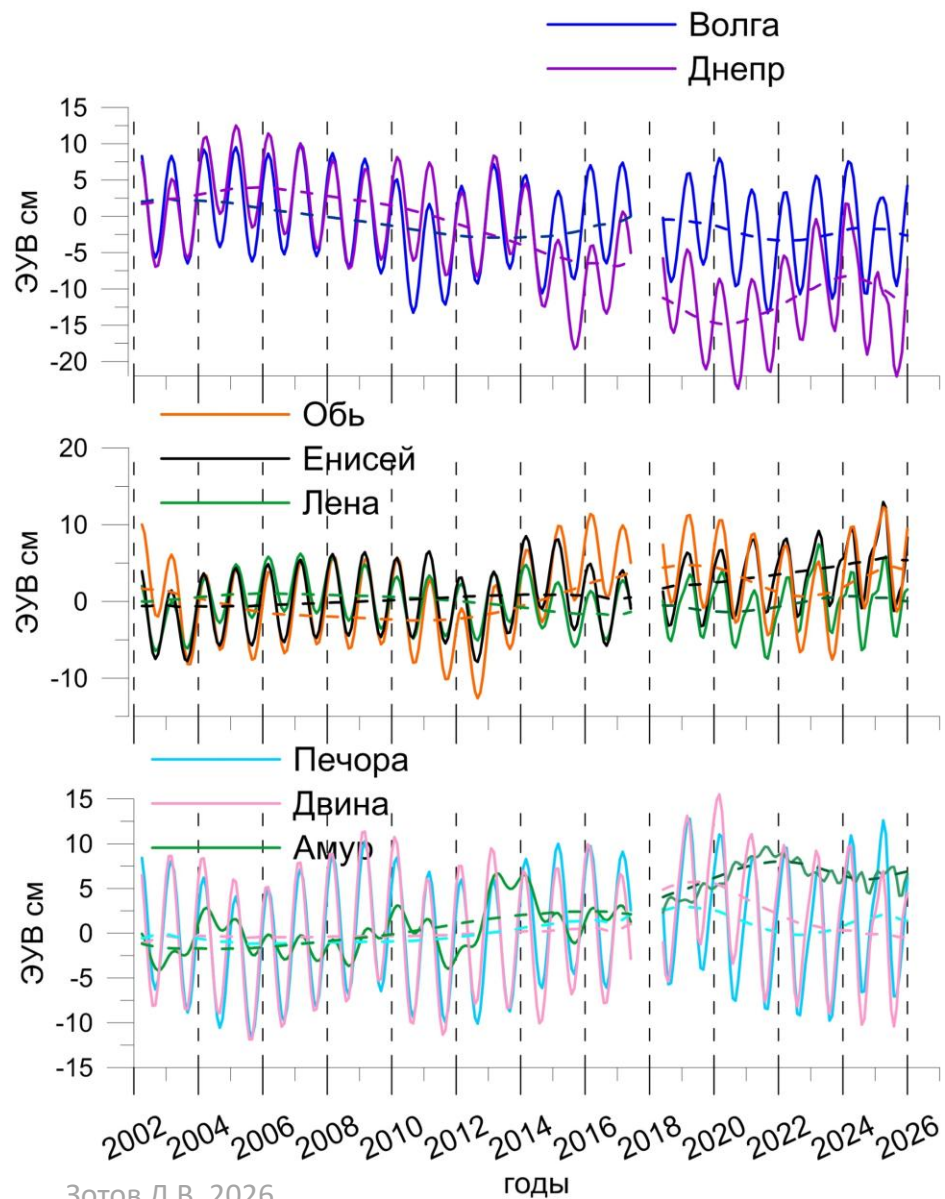 Волга
Днепр
15
10
5
0
-5
-10
-15
-20
ЭУВ см
Обь
Енисей
Лена
20
10
0
-10
ЭУВ см
Печора
Двина
Амур
15
10
5
0
-5
-10
-15
ЭУВ см
2002 2004 2006 2008 2010 2012 2014 2016 2018 2020 2022 2024 2026
годы
Зотов Л.В. 2026